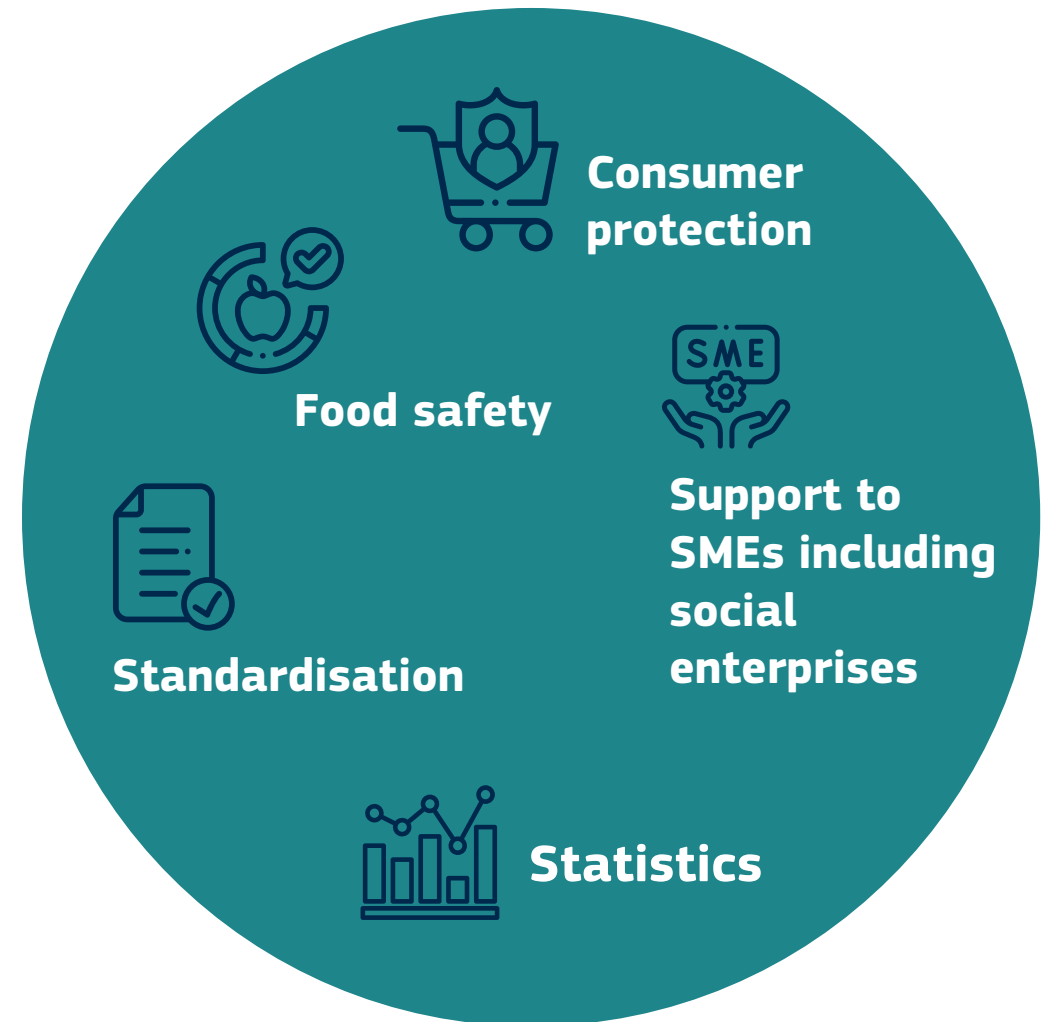 Consumer
protection
Food safety
SME
Support to
SMEs including
social
enterprises
Standardisation
Statistics